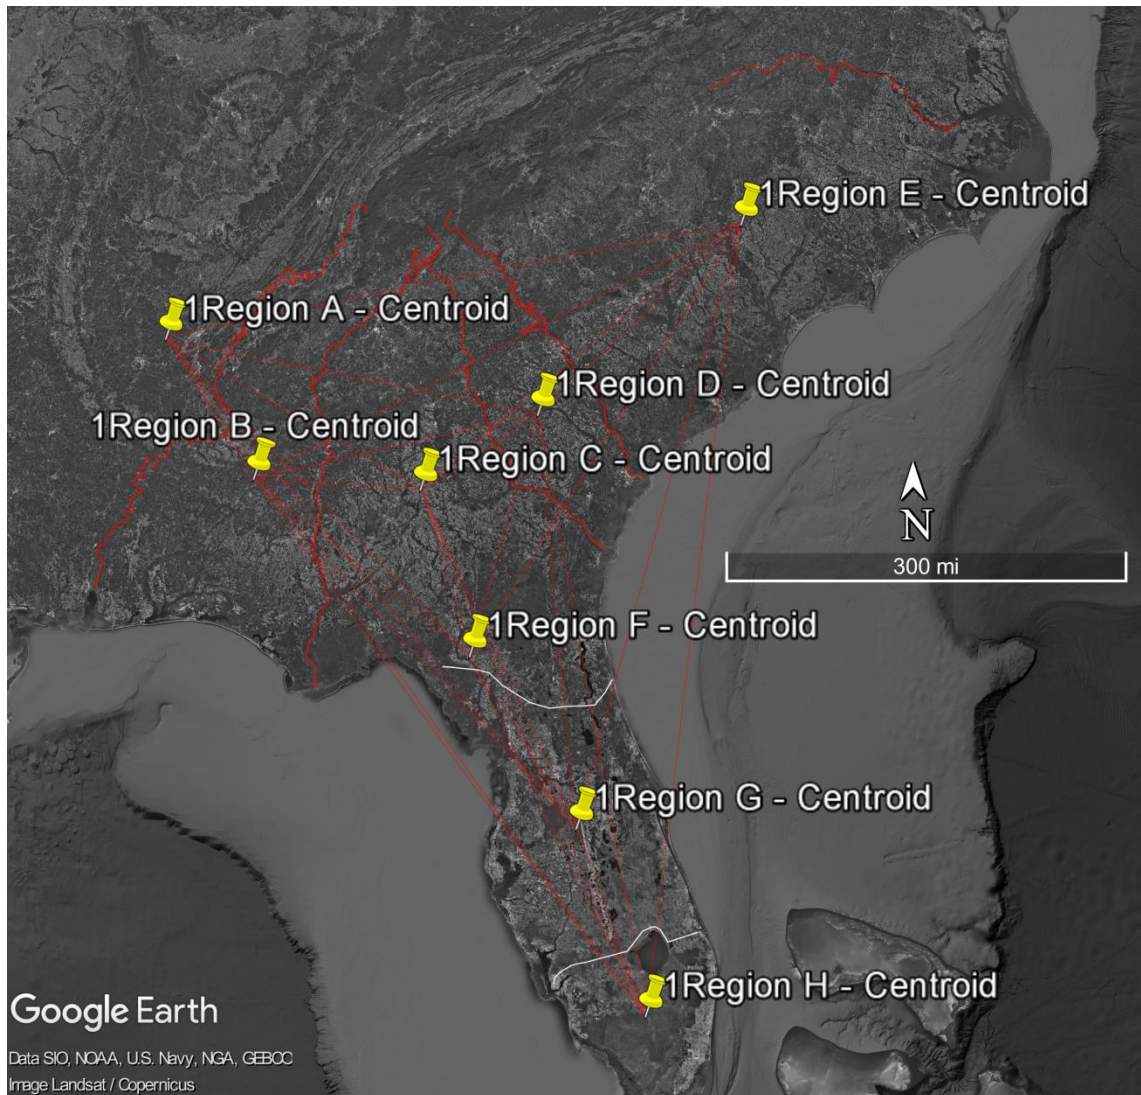 1Region E - Centroid
1Region A - Centroid
1Region D - Centroid
1Region B - Centroid
1Region C - Centroid
N
300 mi
1Region F - Centroid
1Region G - Centroid
1Region H - Centroid
Google Earth
Data SIO, NOAA, U.S. Navy, NGA, GEBCO
Image Landsat / Copernicus